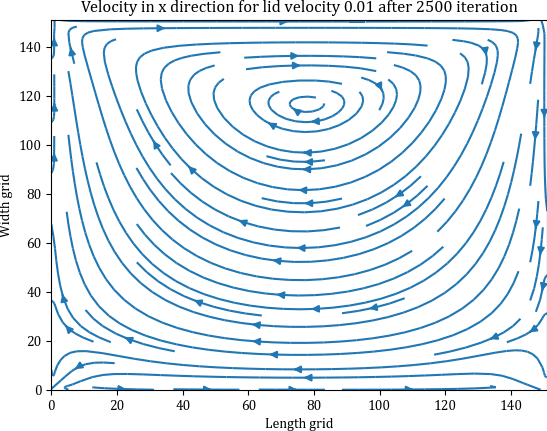 Velocity in x direction for lid velocity 0.01 after 2500 iteration
140
120
100
80
60
40
20
0
Width grid
0 20 40 60 80 100 120 140
Length grid